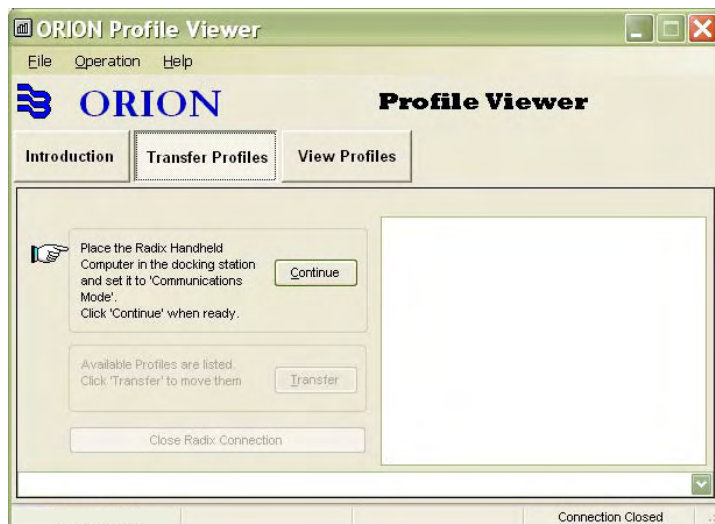 ORION Profile Viewer
File Operation Help
ORION Profile Viewer
Introduction Transfer Profiles View Profiles
Place the Radix Handheld
Computer in the docking station
and set it to 'Communications
Mode'.
Click 'Continue' when ready.
Continue
Available Profiles are listed.
Click 'Transfer' to move them
Transfer
Close Radix Connection
Connection Closed